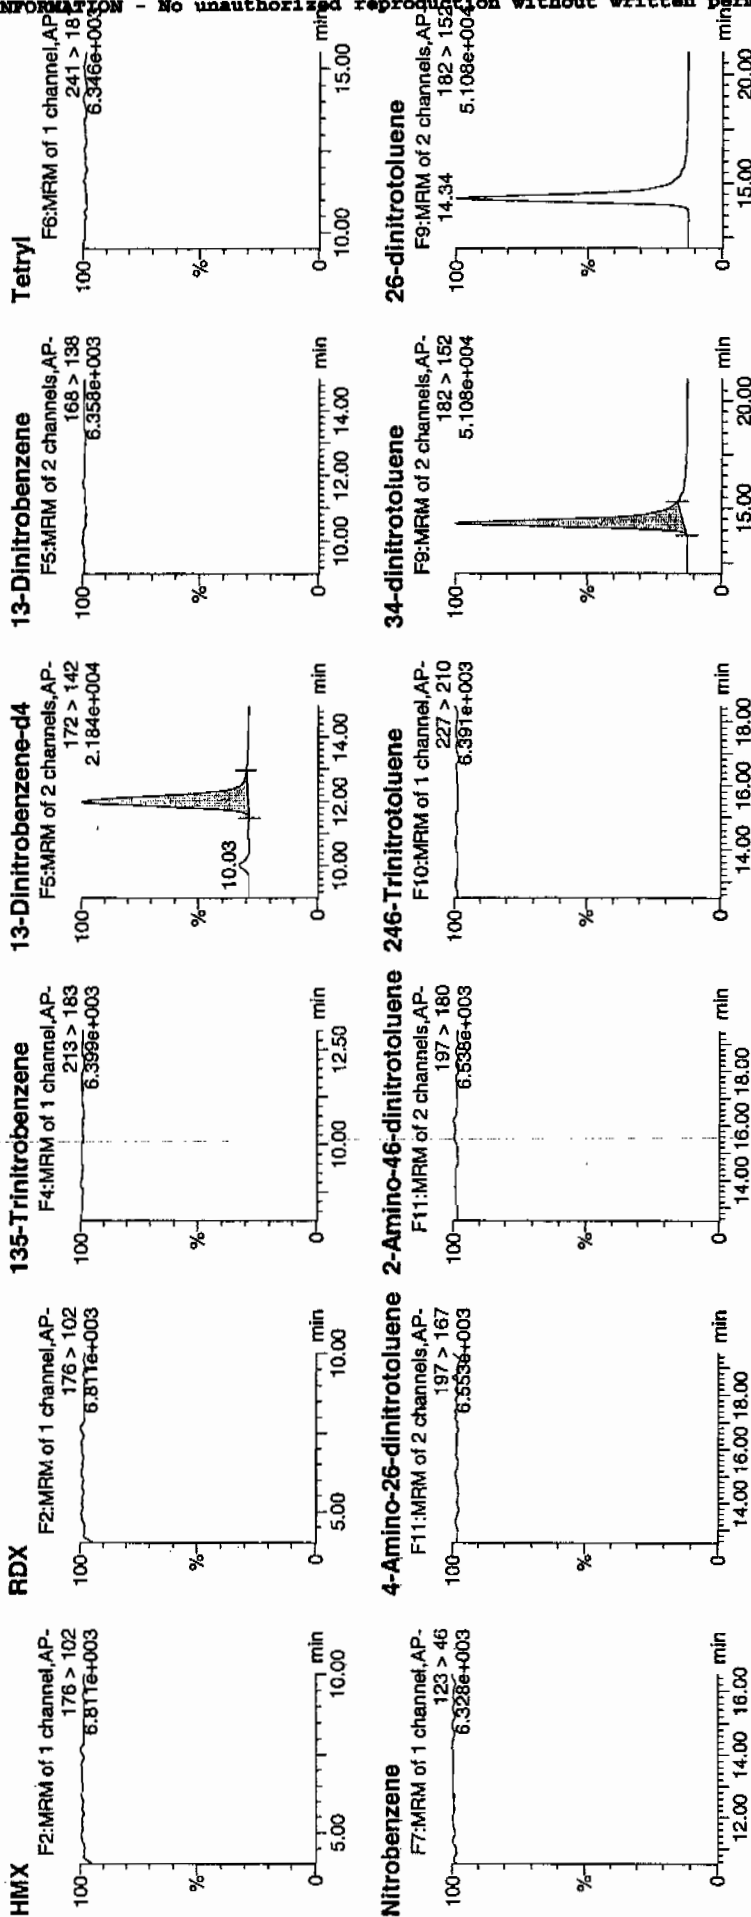 NFORMATION - No unauthorized reproduction without written per
HMX
F2:MRM of 1 channel,AP-
176 > 102
6.811e+003
100
%
0
5.00 10.00 min
RDX
F2:MRM of 1 channel,AP-
176 > 102
6.811e+003
100
%
0
5.00 10.00 min
135-Trinitrobenzene
F4:MRM of 1 channel,AP-
213 > 183
6.399e+003
100
%
0
10.00 12.50 min
13-Dinitrobenzene-d4
F5:MRM of 2 channels,AP-
172 > 142
2.184e+004
100
10.03
%
0
10.00 12.00 14.00 min
13-Dinitrobenzene
F5:MRM of 2 channels,AP-
168 > 138
6.358e+003
100
%
0
10.00 12.00 14.00 min
Tetryl
F6:MRM of 1 channel,AP
241 > 181
6.346e+003
100
%
0
10.00 15.00 min
Nitrobenzene
F7:MRM of 1 channel,AP-
123 > 46
6.328e+003
100
%
0
12.00 14.00 16.00 min
4-Amino-26-dinitrotoluene
F11:MRM of 2 channels,AP-
197 > 167
6.553e+003
100
%
0
14.00 16.00 18.00 min
2-Amino-46-dinitrotoluene
F11:MRM of 2 channels,AP-
197 > 180
6.538e+003
100
%
0
14.00 16.00 18.00 min
246-Trinitrotoluene
F10:MRM of 1 channel,AP-
227 > 210
6.391e+003
100
%
0
14.00 16.00 18.00 min
34-dinitrotoluene
F9:MRM of 2 channels,AP-
182 > 152
5.108e+004
100
%
0
15.00 20.00 min
26-dinitrotoluene
F9:MRM of 2 channels,AP
182 > 152
5.108e+004
100
14.34
%
0
15.00 20.00 min